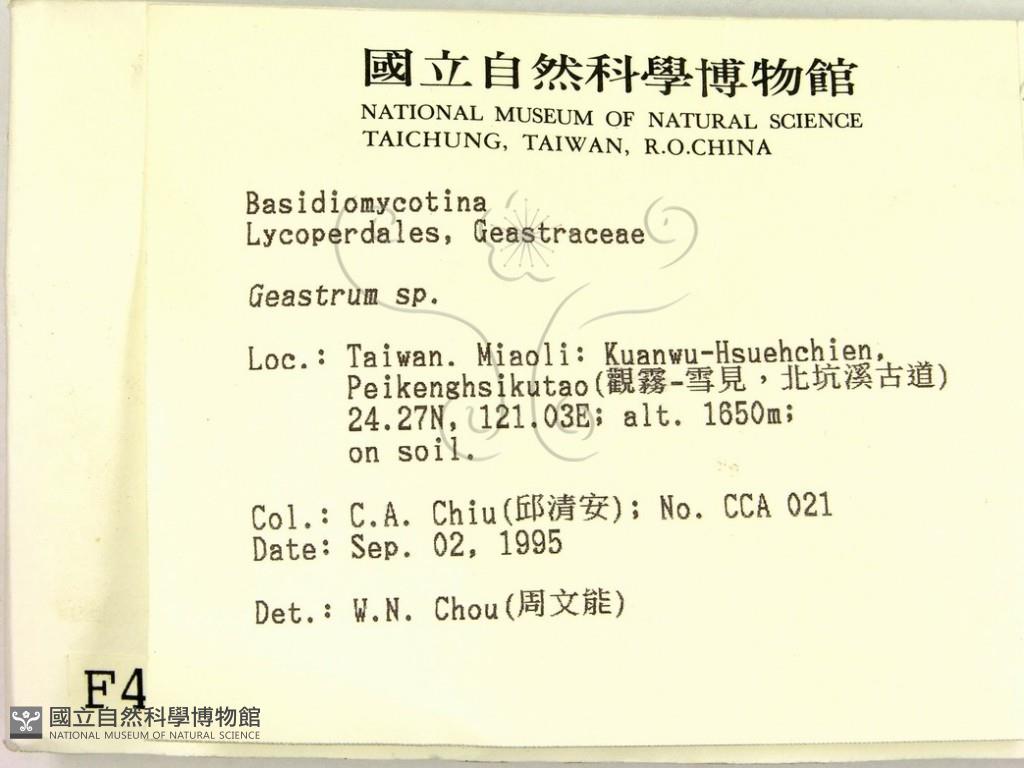 國立自然科學博物館
NATIONAL MUSEUM OF NATURAL SCIENCE
TAICHUNG, TAIWAN, R.O.CHINA
Basidiomycotina
Lycoperdales, Geastraceae
Geastrum sp.
Loc.: Taiwan. Miaoli: Kuanwu-Hsuehchien,
Peikenghsikutao(觀霧-雪見，北坑溪古道)
24.27N, 121.03E; alt. 1650m;
on soil.
Col.: C.A. Chiu(邱清安); No. CCA 021
Date: Sep. 02, 1995
Det.: W.N. Chou(周文能)
F4
國立自然科學博物館
NATIONAL MUSEUM OF NATURAL SCIENCE